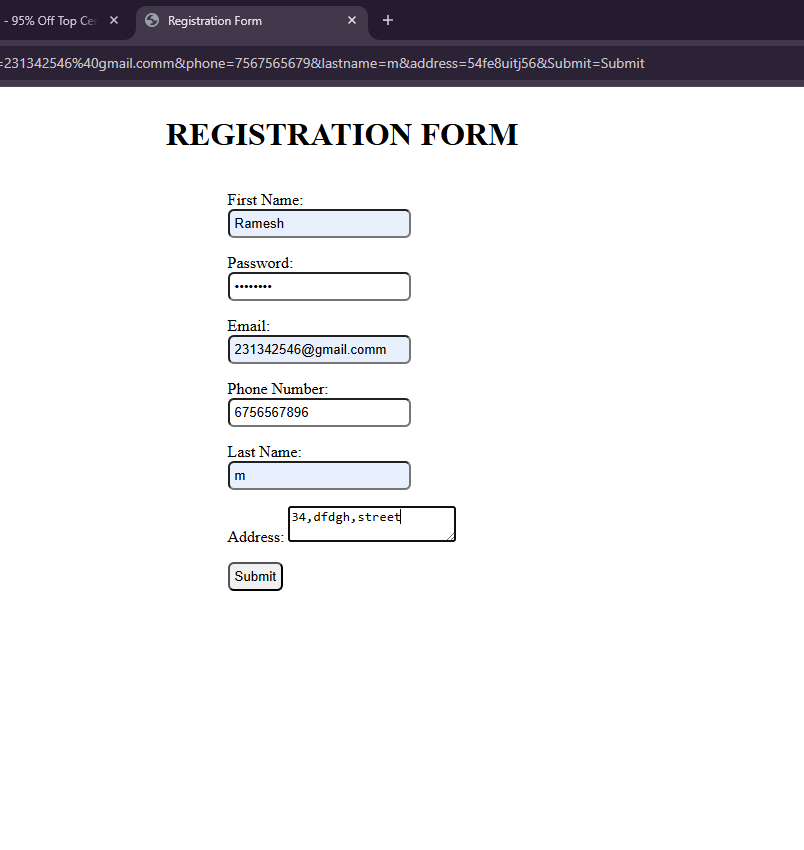 - 95% Off Top Cer
Registration Form
=231342546%40gmail.comm&phone=7567565679&lastname=m&address=54fe8uitj56&Submit=Submit
REGISTRATION FORM
First Name:
Ramesh
Password:
••••••••
Email:
231342546@gmail.comm
Phone Number:
6756567896
Last Name:
m
Address: 34,dfdgh,street
Submit